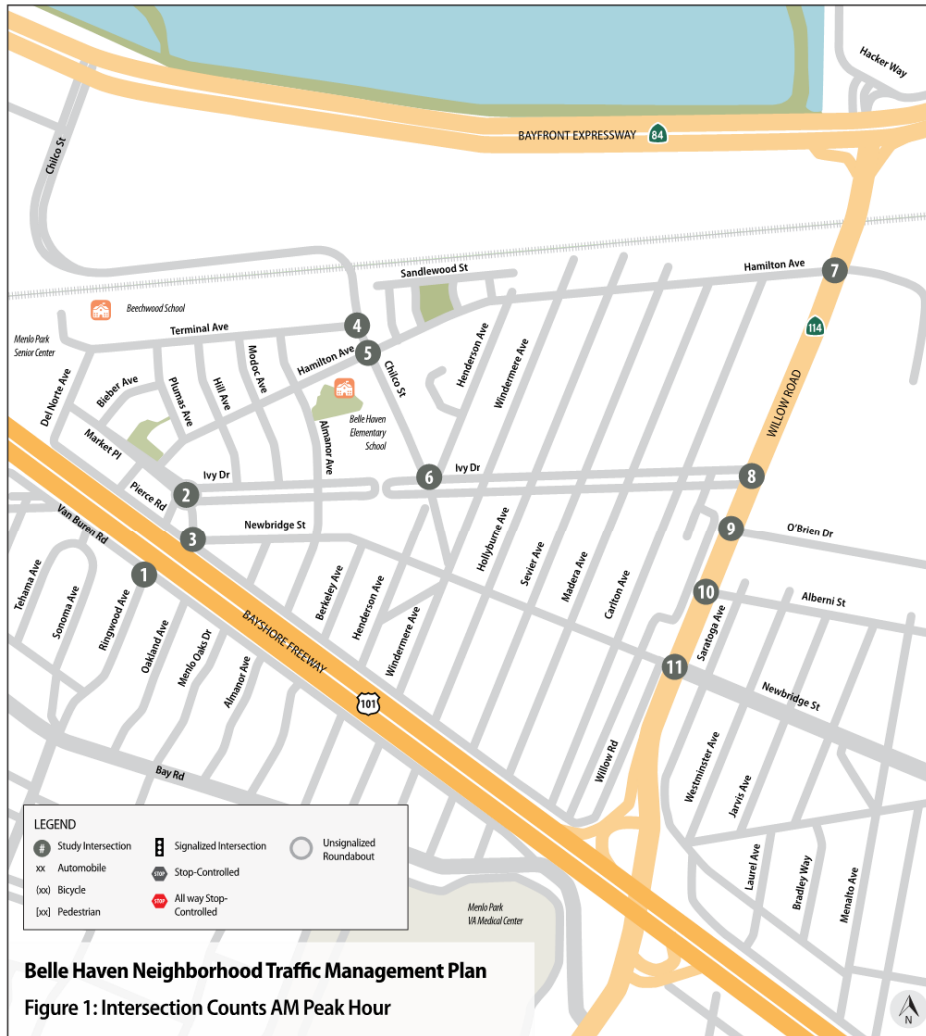 Hacker Way
BAYFRONT EXPRESSWAY
84
Chilco St
7
Hamilton Ave
Sandlewood St
114
Beechwood School
Terminal Ave
4
Menlo Park
Senior Center
5
Hamilton Ave
Chilco St
Henderson Ave
Windermere Ave
WILLOW ROAD
Del Norte Ave
Bieber Ave
Plumas Ave
Hill Ave
Modoc Ave
Belle Haven
Elementary
School
Almanor Ave
Market Pl
Ivy Dr
6
Ivy Dr
8
Pierce Rd
2
Newbridge St
3
9
O'Brien Dr
Van Buren Rd
1
Hollyburne Ave
Sevier Ave
Madera Ave
Carlton Ave
10
Alberni St
Tehama Ave
Sonoma Ave
Ringwood Ave
Oakland Ave
Menlo Oaks Dr
Almanor Ave
BAYSHORE FREEWAY
Berkeley Ave
Henderson Ave
Windermere Ave
Saratoga Ave
11
Newbridge St
101
Bay Rd
Willow Rd
Westminster Ave
Jarvis Ave
Laurel Ave
Bradley Way
Menalto Ave
LEGEND
# Study Intersection
xx Automobile
(xx) Bicycle
[xx] Pedestrian
Signalized Intersection
STOP Stop-Controlled
STOP All way Stop-
Controlled
Unsignalized
Roundabout
Menlo Park
VA Medical Center
Belle Haven Neighborhood Traffic Management Plan
Figure 1: Intersection Counts AM Peak Hour
N